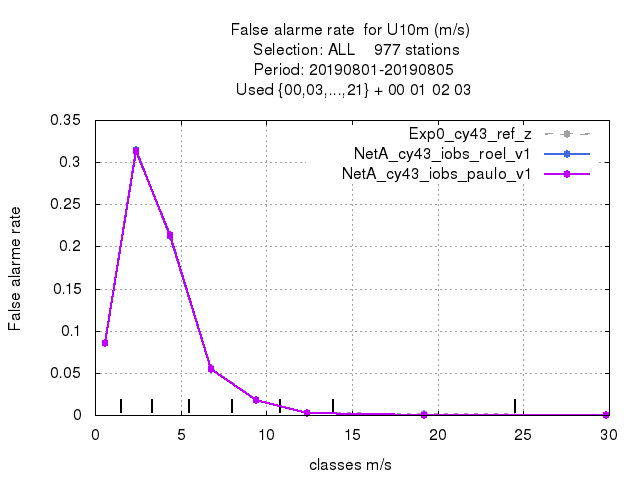 False alarme rate  for U10m (m/s)
Selection: ALL    977 stations
Period: 20190801-20190805
Used {00,03,...,21} + 00 01 02 03
Exp0_cy43_ref_z
NetA_cy43_iobs_roel_v1
NetA_cy43_iobs_paulo_v1
False alarme rate
0.35
0.3
0.25
0.2
0.15
0.1
0.05
0
0 5 10 15 20 25 30
classes m/s